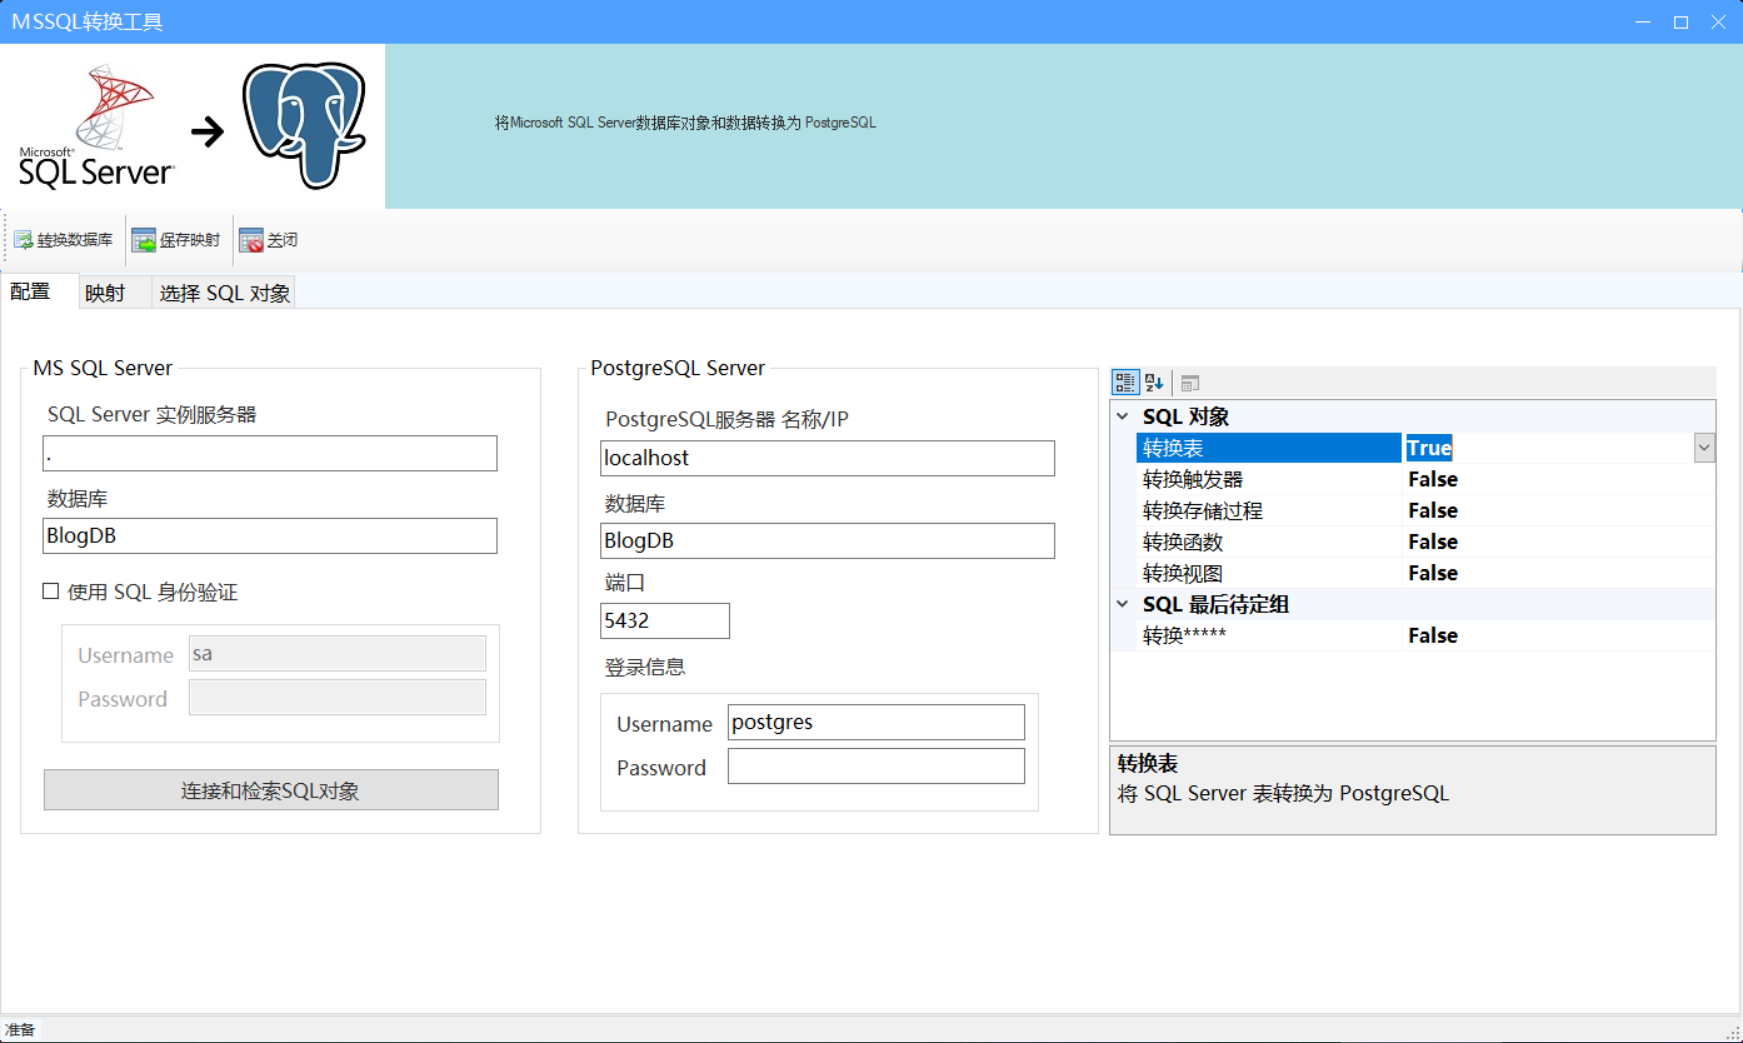 MSSQL转换工具
Microsoft®
SQL Server®
将Microsoft SQL Server数据库对象和数据转换为 PostgreSQL
转换数据库
保存映射
关闭
配置
映射
选择 SQL 对象
MS SQL Server
SQL Server 实例服务器
.
数据库
BlogDB
使用 SQL 身份验证
Username
sa
Password
连接和检索SQL对象
PostgreSQL Server
PostgreSQL服务器 名称/IP
localhost
数据库
BlogDB
端口
5432
登录信息
Username
postgres
Password
SQL 对象
转换表 True
转换触发器 False
转换存储过程 False
转换函数 False
转换视图 False
SQL 最后待定组
转换***** False
转换表
将 SQL Server 表转换为 PostgreSQL
准备